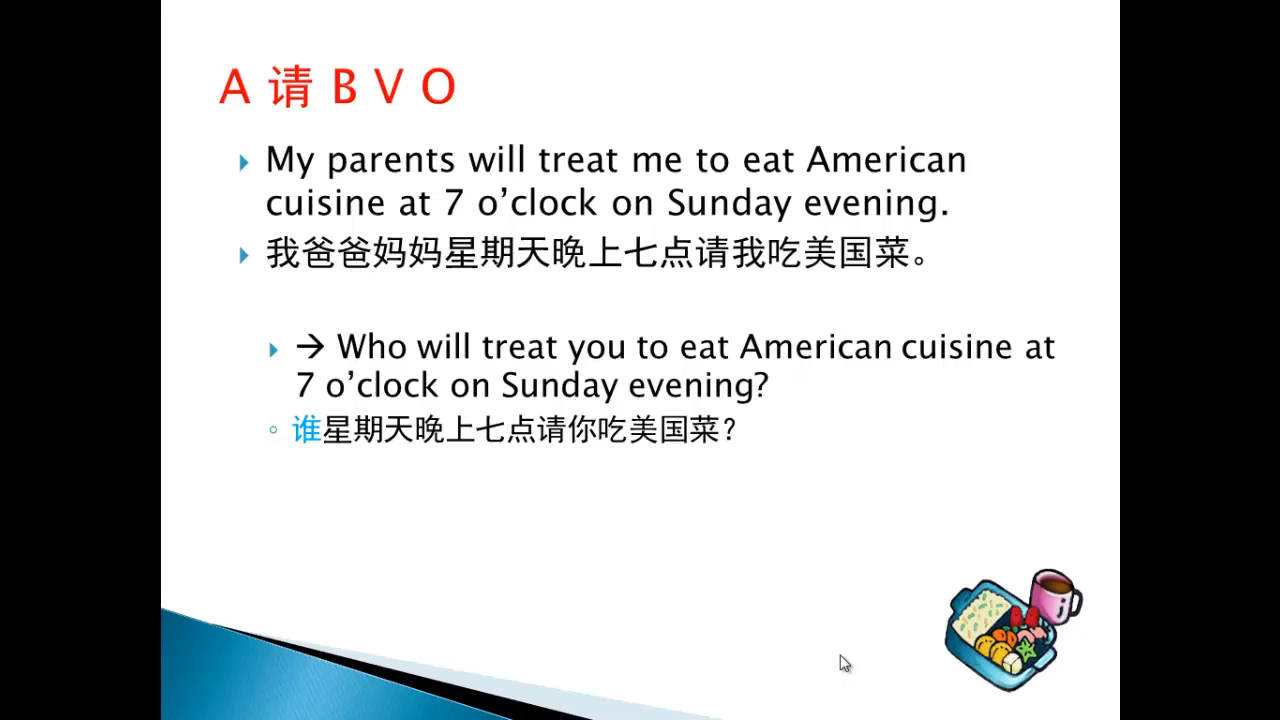 A 请 B V O
My parents will treat me to eat American
cuisine at 7 o’clock on Sunday evening.
我爸爸妈妈星期天晚上七点请我吃美国菜。
→ Who will treat you to eat American cuisine at
7 o’clock on Sunday evening?
谁星期天晚上七点请你吃美国菜？